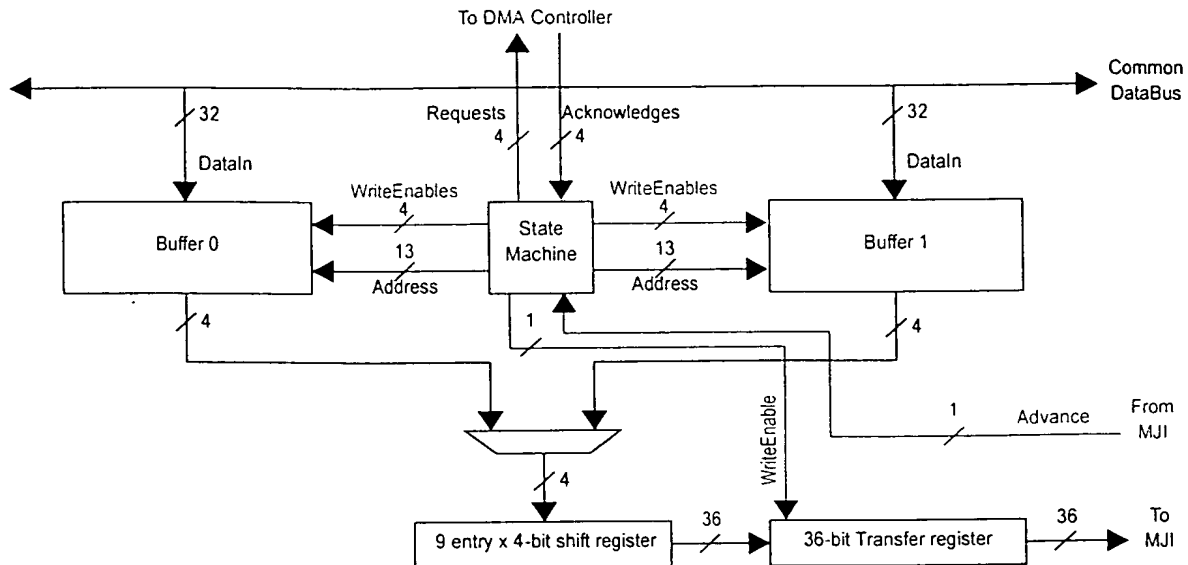 To DMA Controller
Common
DataBus
32
Requests
4
Acknowledges
4
32
DataIn
DataIn
WriteEnables
4
WriteEnables
4
Buffer 0
State
Machine
Buffer 1
13
Address
13
Address
4
1
4
WriteEnable
1
Advance
From
MJI
4
9 entry x 4-bit shift register
36
36-bit Transfer register
36
To
MJI